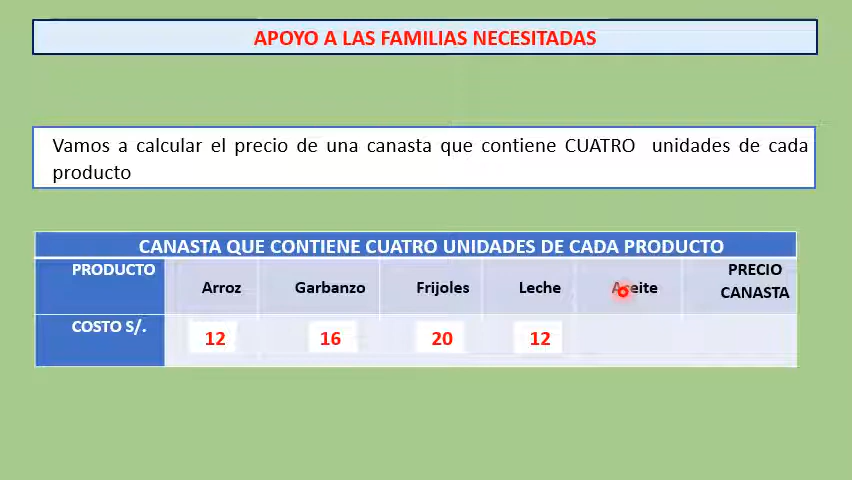 APOYO A LAS FAMILIAS NECESITADAS
Vamos a calcular el precio de una canasta que contiene CUATRO unidades de cada
producto
CANASTA QUE CONTIENE CUATRO UNIDADES DE CADA PRODUCTO
PRODUCTO Arroz Garbanzo Frijoles Leche Aceite PRECIO
CANASTA
COSTO S/. 12 16 20 12